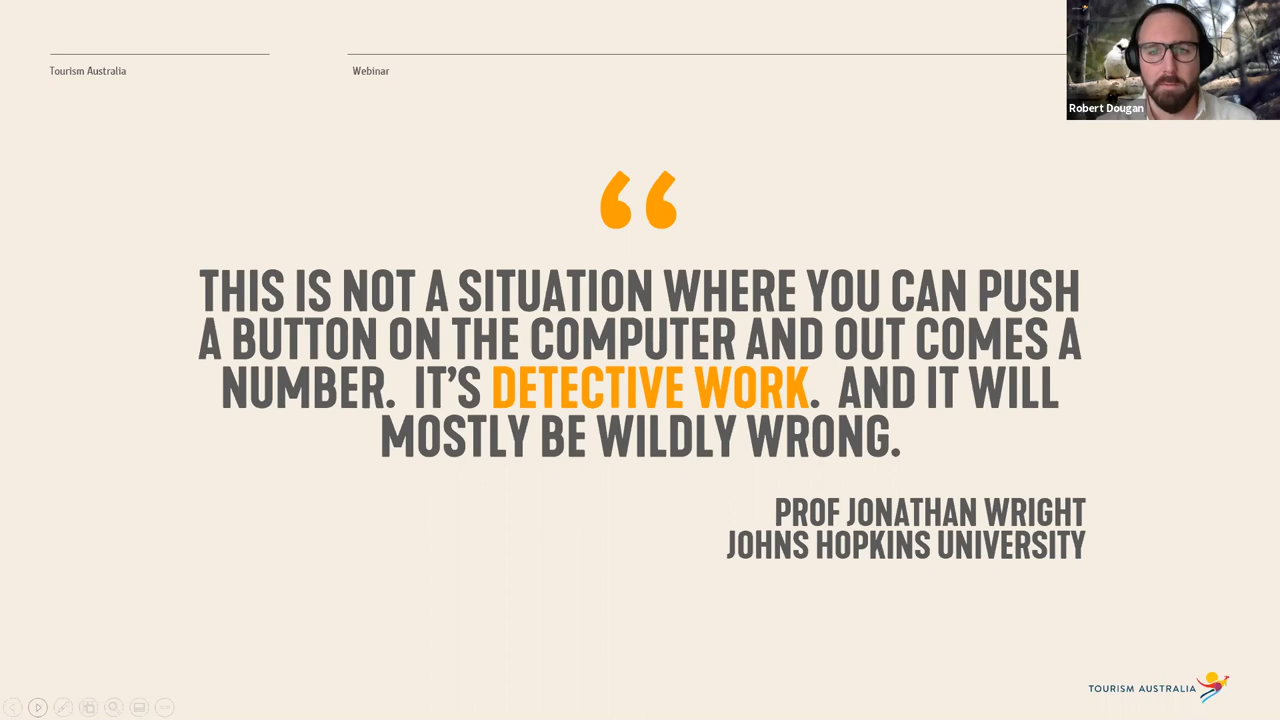 Tourism Australia
Webinar
Robert Dougan
“
THIS IS NOT A SITUATION WHERE YOU CAN PUSH
A BUTTON ON THE COMPUTER AND OUT COMES A
NUMBER.  IT’S DETECTIVE WORK.  AND IT WILL
MOSTLY BE WILDLY WRONG.
PROF JONATHAN WRIGHT
JOHNS HOPKINS UNIVERSITY
TOURISM AUSTRALIA